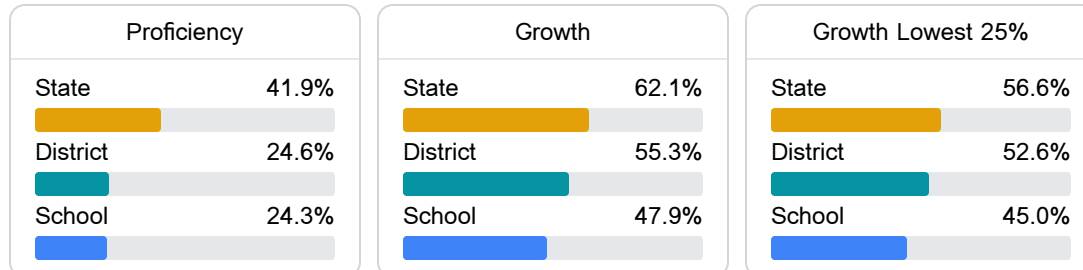 Proficiency
State 41.9%
District 24.6%
School 24.3%
Growth
State 62.1%
District 55.3%
School 47.9%
Growth Lowest 25%
State 56.6%
District 52.6%
School 45.0%